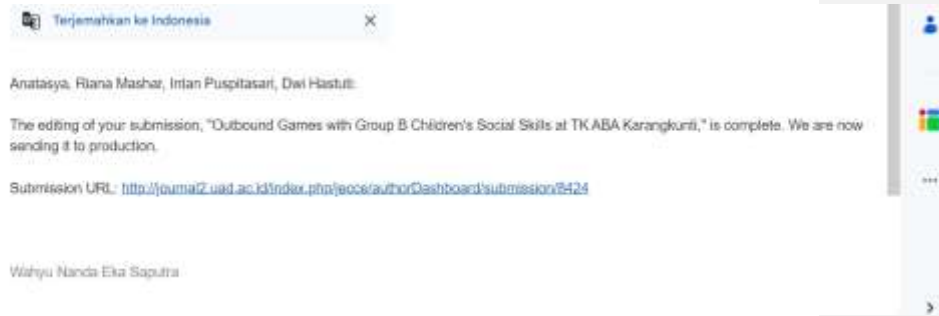 Terjemahkan ke Indonesia
Anatasya, Riana Mashar, Intan Puspitasari, Dwi Hastuti:
The editing of your submission, "Outbound Games with Group B Children's Social Skills at TK ABA Karangkunti," is complete. We are now
sending it to production.
Submission URL: http://journal2.uad.ac.id/index.php/jecce/authorDashboard/submission/8424
Wahyu Nanda Eka Saputra